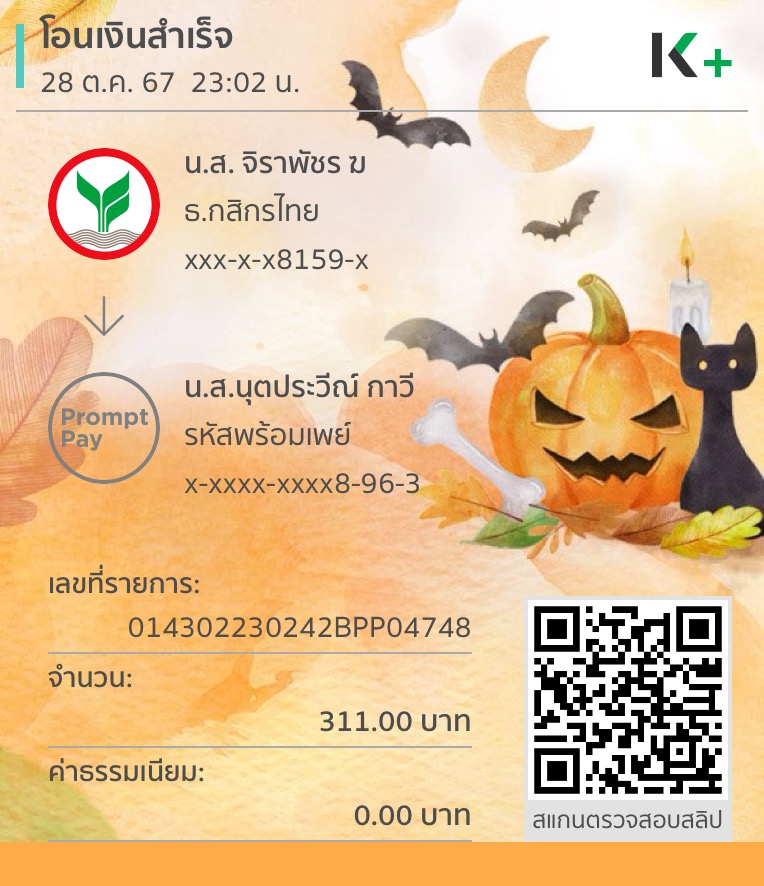 โอนเงินสำเร็จ
28 ต.ค. 67 23:02 น.
K+
น.ส. จิราพัชร ฆ
ธ.กสิกรไทย
xxx-x-x8159-x
Prompt
Pay
น.ส.นุตประวีณ์ กาวี
รหัสพร้อมเพย์
x-xxxx-xxxx8-96-3
เลขที่รายการ:
014302230242BPP04748
จำนวน:
311.00 บาท
ค่าธรรมเนียม:
0.00 บาท
สแกนตรวจสอบสลิป